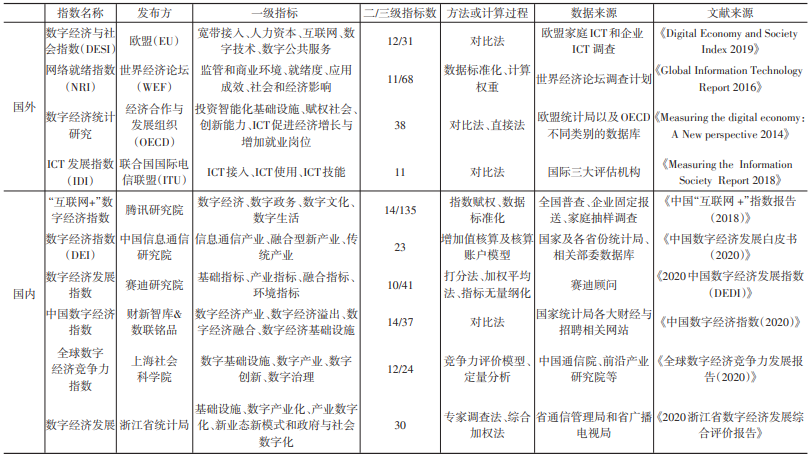 指数名称 发布方 一级指标 二/三级指标数 方法或计算过程 数据来源 文献来源
国外
数字经济与社会指数(DESI) 欧盟(EU) 宽带接入、人力资本、互联网、数字技术、数字公共服务 12/31 对比法 欧盟家庭ICT和企业ICT调查 《Digital Economy and Society Index 2019》
网络就绪指数(NRI) 世界经济论坛(WEF) 监管和商业环境、就绪度、应用成效、社会和经济影响 11/68 数据标准化、计算权重 世界经济论坛调查计划 《Global Information Technology Report 2016》
数字经济统计研究 经济合作与发展组织(OECD) 投资智能化基础设施、赋权社会、创新能力、ICT促进经济增长与增加就业岗位 38 对比法、直接法 欧盟统计局以及OECD不同类别的数据库 《Measuring the digital economy: A New perspective 2014》
ICT发展指数(IDI) 联合国国际电信联盟(ITU) ICT接入、ICT使用、ICT技能 11 对比法 国际三大评估机构 《Measuring the Information Society Report 2018》
国内
“互联网+”数字经济指数 腾讯研究院 数字经济、数字政务、数字文化、数字生活 14/135 指数赋权、数据标准化 全国普查、企业固定报送、家庭抽样调查 《中国“互联网+”指数报告(2018)》
数字经济指数(DEI) 中国信息通信研究院 信息通信产业、融合型新产业、传统产业 23 增加值核算及核算账户模型 国家及各省份统计局、相关部委数据库 《中国数字经济发展白皮书(2020)》
数字经济发展指数 赛迪研究院 基础指标、产业指标、融合指标、环境指标 10/41 打分法、加权平均法、指标无量纲化 赛迪顾问 《2020中国数字经济发展指数(DEDI)》
中国数字经济指数 财新智库&数联铭品 数字经济产业、数字经济溢出、数字经济融合、数字经济基础设施 14/37 对比法 国家统计局各大财经与招聘相关网站 《中国数字经济指数(2020)》
全球数字经济竞争力指数 上海社会科学院 数字基础设施、数字产业、数字创新、数字治理 12/24 竞争力评价模型、定量分析 中国通信院、前沿产业研究院等 《全球数字经济竞争力发展报告(2020)》
数字经济发展 浙江省统计局 基础设施、数字产业化、产业数字化、新业态新模式和政府与社会数字化 30 专家调查法、综合加权法 省通信管理局和省广播电视局 《2020浙江省数字经济发展综合评价报告》